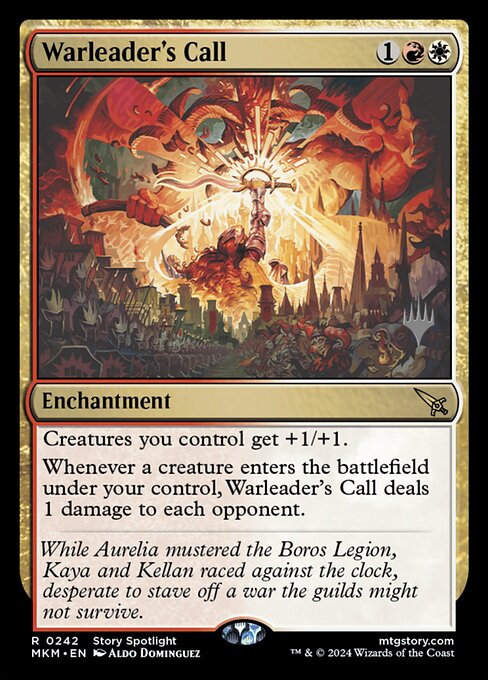 Warleader's Call 1
Enchantment
Creatures you control get +1/+1.
Whenever a creature enters the battlefield
under your control, Warleader's Call deals
1 damage to each opponent.
While Aurelia mustered the Boros Legion,
Kaya and Kellan raced against the clock,
desperate to stave off a war the guilds might
not survive.
R 0242 Story Spotlight mtgstory.com
MKM • EN Aldo Dominguez ™ & © 2024 Wizards of the Coast